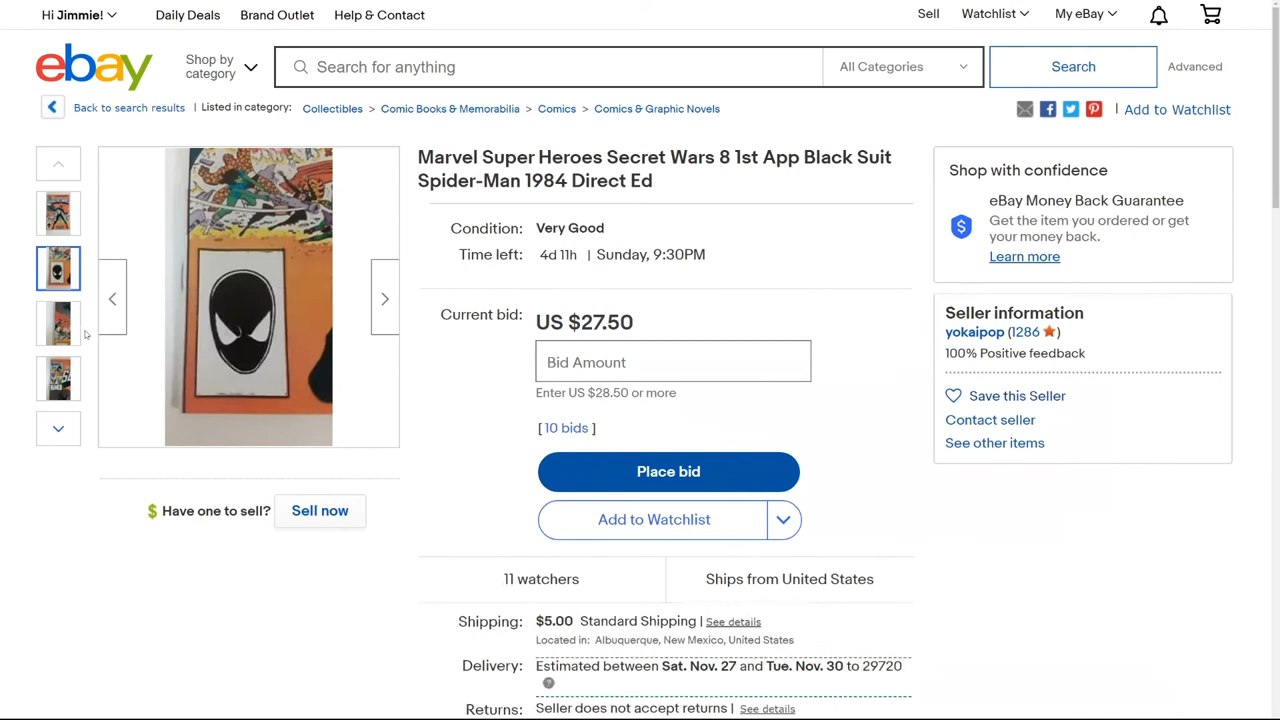 Hi Jimmie!
Daily Deals
Brand Outlet
Help & Contact
Sell
Watchlist
My eBay
ebay
Shop by category
Search for anything
All Categories
Search
Advanced
Back to search results
| Listed in category:
Collectibles > Comic Books & Memorabilia > Comics > Comics & Graphic Novels
| Add to Watchlist
Marvel Super Heroes Secret Wars 8 1st App Black Suit
Spider-Man 1984 Direct Ed
Condition: Very Good
Time left: 4d 11h | Sunday, 9:30PM
Current bid: US $27.50
Bid Amount
Enter US $28.50 or more
[ 10 bids ]
Place bid
Add to Watchlist
11 watchers
Ships from United States
Shipping: $5.00 Standard Shipping | See details
Located in: Albuquerque, New Mexico, United States
Delivery: Estimated between Sat. Nov. 27 and Tue. Nov. 30 to 29720
?
Returns: Seller does not accept returns | See details
$ Have one to sell? Sell now
Shop with confidence
$
eBay Money Back Guarantee
Get the item you ordered or get
your money back.
Learn more
Seller information
yokaipop (1286 )
100% Positive feedback
Save this Seller
Contact seller
See other items